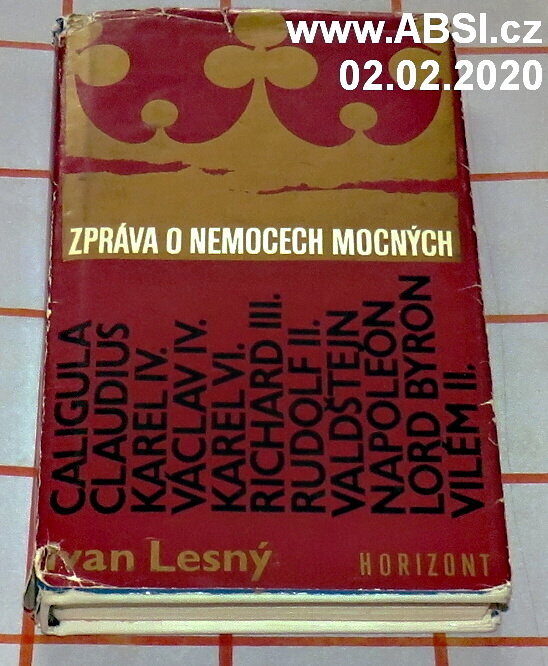 www.ABSI.cz
02.02.2020
ZPRÁVA O NEMOCECH MOCNÝCH
CALIGULA
CLAUDIUS
KAREL IV.
VÁCLAV IV.
KAREL VI.
RICHARD III.
RUDOLF II.
VALDŠTEJN
NAPOLEON
LORD BYRON
VILÉM II.
Ivan Lesný
HORIZONT